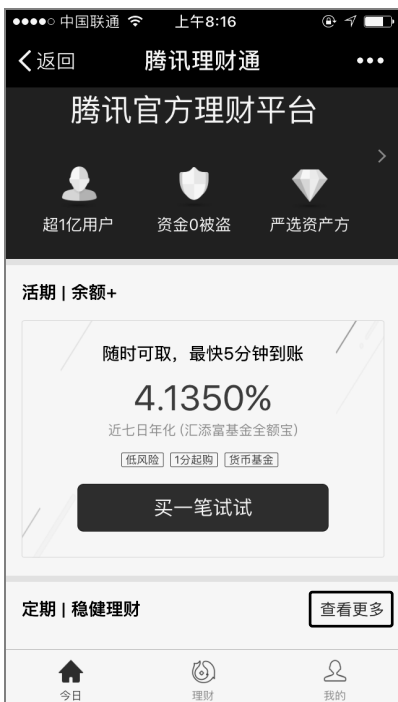 中国联通 上午8:16
返回 腾讯理财通
腾讯官方理财平台
超1亿用户 资金0被盗 严选资产方
活期 | 余额+
随时可取，最快5分钟到账
4.1350%
近七日年化 (汇添富基金全额宝)
低风险 1分起购 货币基金
买一笔试试
定期 | 稳健理财 查看更多
今日 理财 我的